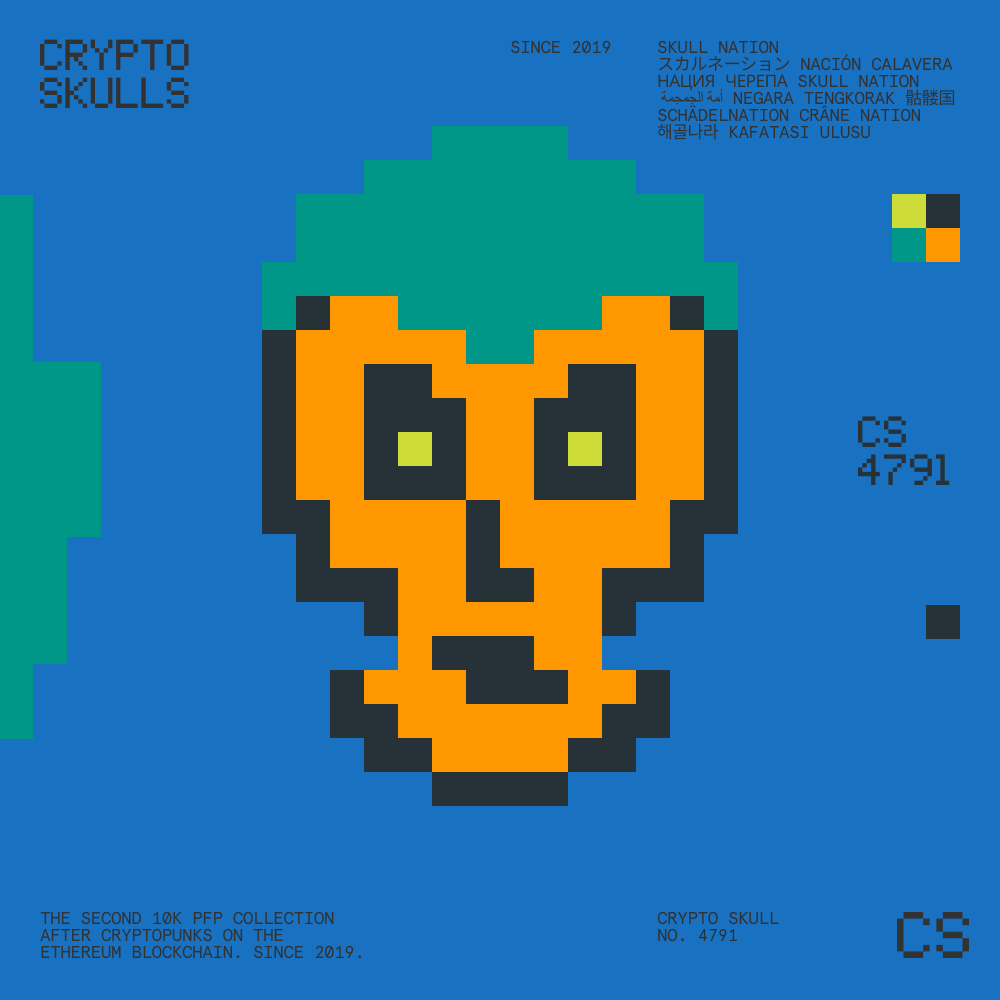 CRYPTO
SKULLS
SINCE 2019
SKULL NATION
スカルネーション NACIÓN CALAVERA
НАЦИЯ ЧЕРЕПА SKULL NATION
أمة الجمجمة NEGARA TENGKORAK 骷髅国
SCHÄDELNATION CRÂNE NATION
해골나라 KAFATASI ULUSU
CS
4791
THE SECOND 10K PFP COLLECTION
AFTER CRYPTOPUNKS ON THE
ETHEREUM BLOCKCHAIN. SINCE 2019.
CRYPTO SKULL
NO. 4791
CS